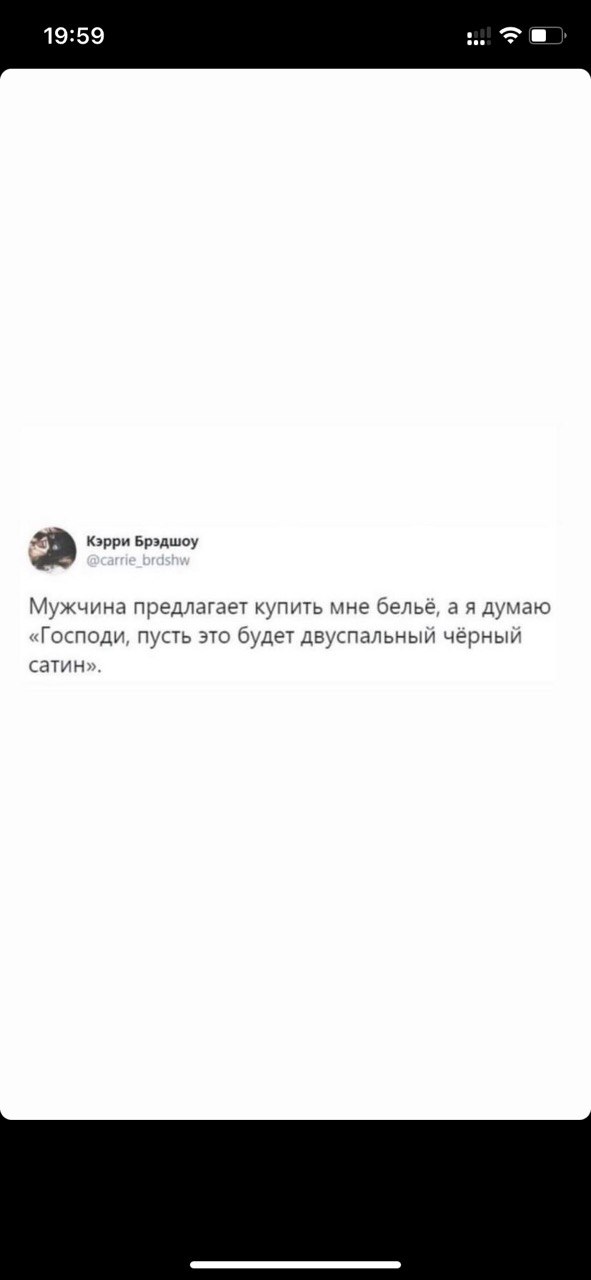 19:59
Кэрри Брэдшоу
@carrie_brdshw
Мужчина предлагает купить мне бельё, а я думаю
«Господи, пусть это будет двуспальный чёрный
сатин».